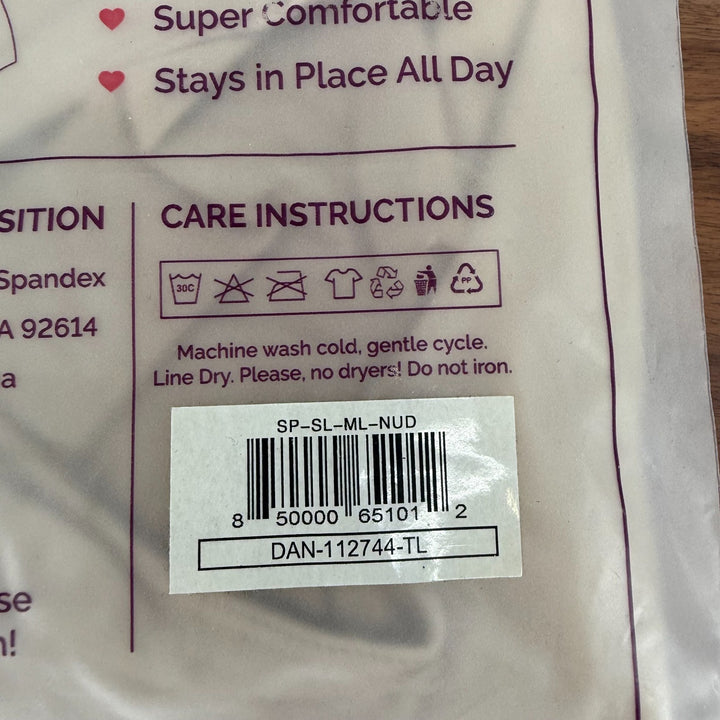 Super Comfortable
Stays in Place All Day
SITION
Spandex
A 92614
a
CARE INSTRUCTIONS
30C
PP
Machine wash cold, gentle cycle.
Line Dry. Please, no dryers! Do not iron.
SP-SL-ML-NUD
8 50000 65101 2
DAN-112744-TL
se
n!